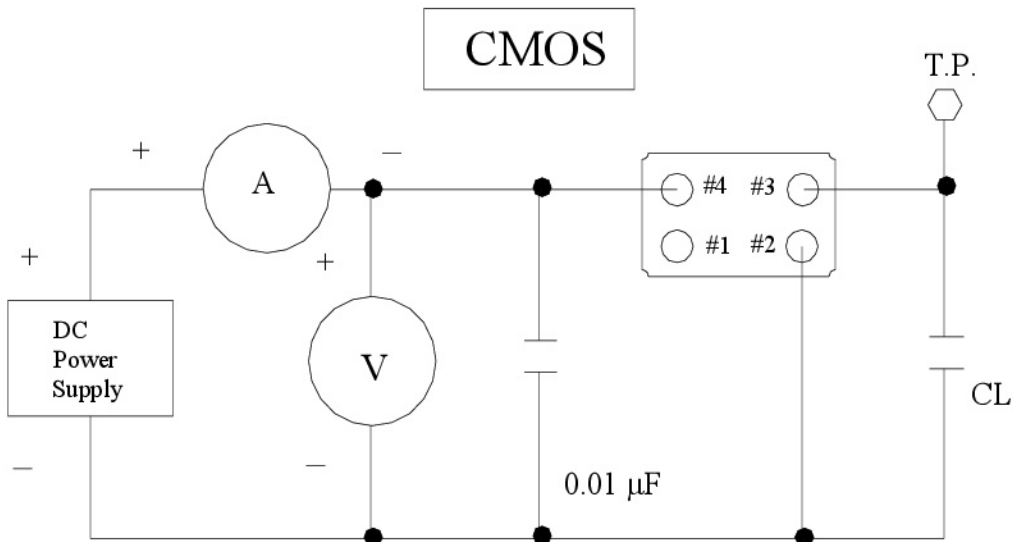 CMOS
T.P.
+
−
A
#4 #3
#1 #2
+
+
DC
Power
Supply
V
CL
−
−
0.01 μF